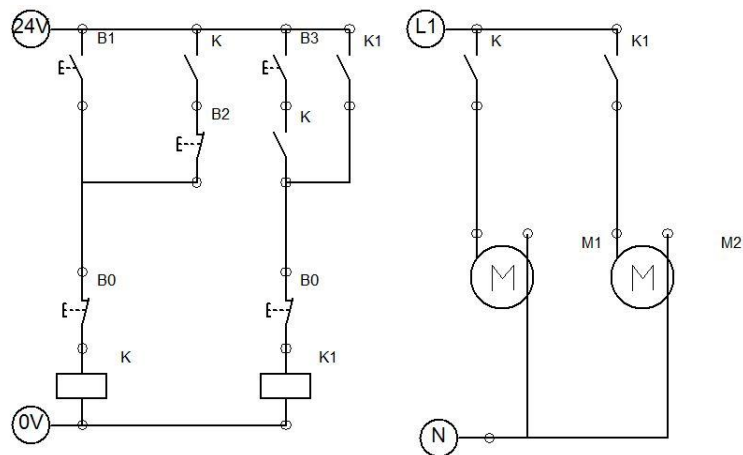 24V B1 K B3 K1 L1 K K1
B2 K
M1 M2
M M
B0 B0
K K1
0V N